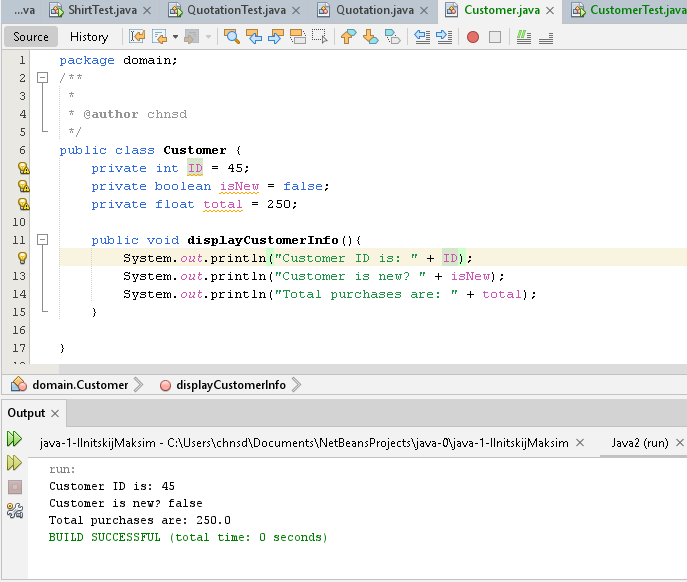 ...va ShirtTest.java QuotationTest.java Quotation.java Customer.java CustomerTest.java
Source History
1 package domain;
2 /**
3 *
4 * @author chnsd
5 */
6 public class Customer {
private int ID = 45;
private boolean isNew = false;
private float total = 250;
10
11 public void displayCustomerInfo(){
System.out.println("Customer ID is: " + ID);
13 System.out.println("Customer is new? " + isNew);
14 System.out.println("Total purchases are: " + total);
15 }
16
17 }
domain.Customer displayCustomerInfo
Output
java-1-IlnitskijMaksim - C:\Users\chnsd\Documents\NetBeansProjects\java-0\java-1-IlnitskijMaksim Java2 (run)
run:
Customer ID is: 45
Customer is new? false
Total purchases are: 250.0
BUILD SUCCESSFUL (total time: 0 seconds)